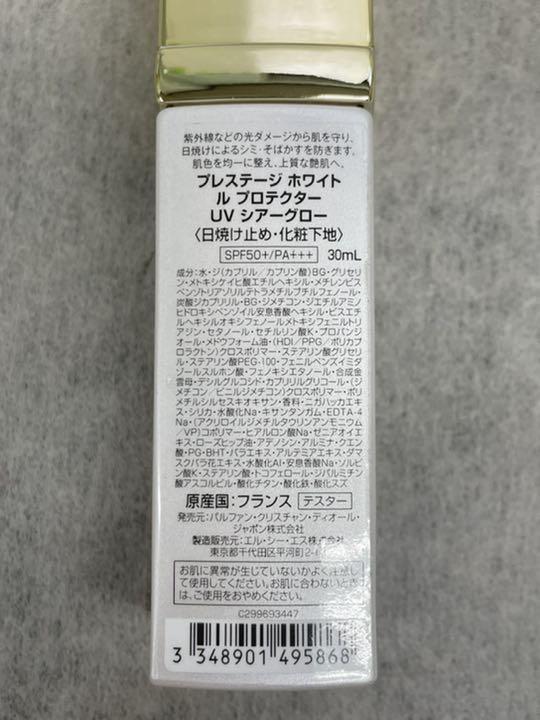 紫外線などの光ダメージから肌を守り、
日焼けによるシミ・そばかすを防ぎます。
肌色を均一に整え、上質な艶肌へ。
プレステージ ホワイト
ル プロテクター
UV シアーグロー
〈日焼け止め・化粧下地〉
SPF50+/PA+++ 30mL
成分：水・ジ(カプリル/カプリン酸)BG・グリセリ
ン・メトキシケイヒ酸エチルヘキシル・メチレンビス
ベンゾトリアゾリルテトラメチルブチルフェノール・
炭酸ジカプリリル・BG・ジメチコン・ジエチルアミノ
ヒドロキシベンゾイル安息香酸ヘキシル・ビスエチ
ルヘキシルオキシフェノールメトキシフェニルトリ
アジン・セタノール・セチルリン酸K・プロパンジ
オール・メドウフォーム油・(HDI/PPG/ポリカプ
ロラクトン)クロスポリマー・ステアリン酸グリセリ
ル・ステアリン酸PEG-100・フェニルベンズイミダ
ゾールスルホン酸・フェノキシエタノール・合成金
雲母・デシルグルコシド・カプリリルグリコール・(ジ
メチコン/ビニルジメチコン)クロスポリマー・ポリ
メチルシルセスキオキサン・香料・ニガハッカエキ
ス・シリカ・水酸化Na・キサンタンガム・EDTA-4
Na・(アクリロイルジメチルタウリンアンモニウム
/VP)コポリマー・ヒアルロン酸Na・ゼニアオイエ
キス・ローズヒップ油・アデノシン・アルミナ・クエン
酸・PG・BHT・バラエキス・アルテミアエキス・ダマ
スクバラ花エキス・水酸化Al・安息香酸Na・ソルビ
ン酸K・ステアリン酸・トコフェロール・ジパルミチン
酸アスコルビル・酸化チタン・酸化鉄・酸化スズ
原産国：フランス テスター
発売元：パルファン・クリスチャン・ディオール・
ジャポン株式会社
製造販売元：エル・シー・エス株式会社
東京都千代田区平河町2-
お肌に異常が生じていないかよく注意し
て使用してください。お肌に合わないとき
は、ご使用をおやめください。
C299693447
3 348901 495868